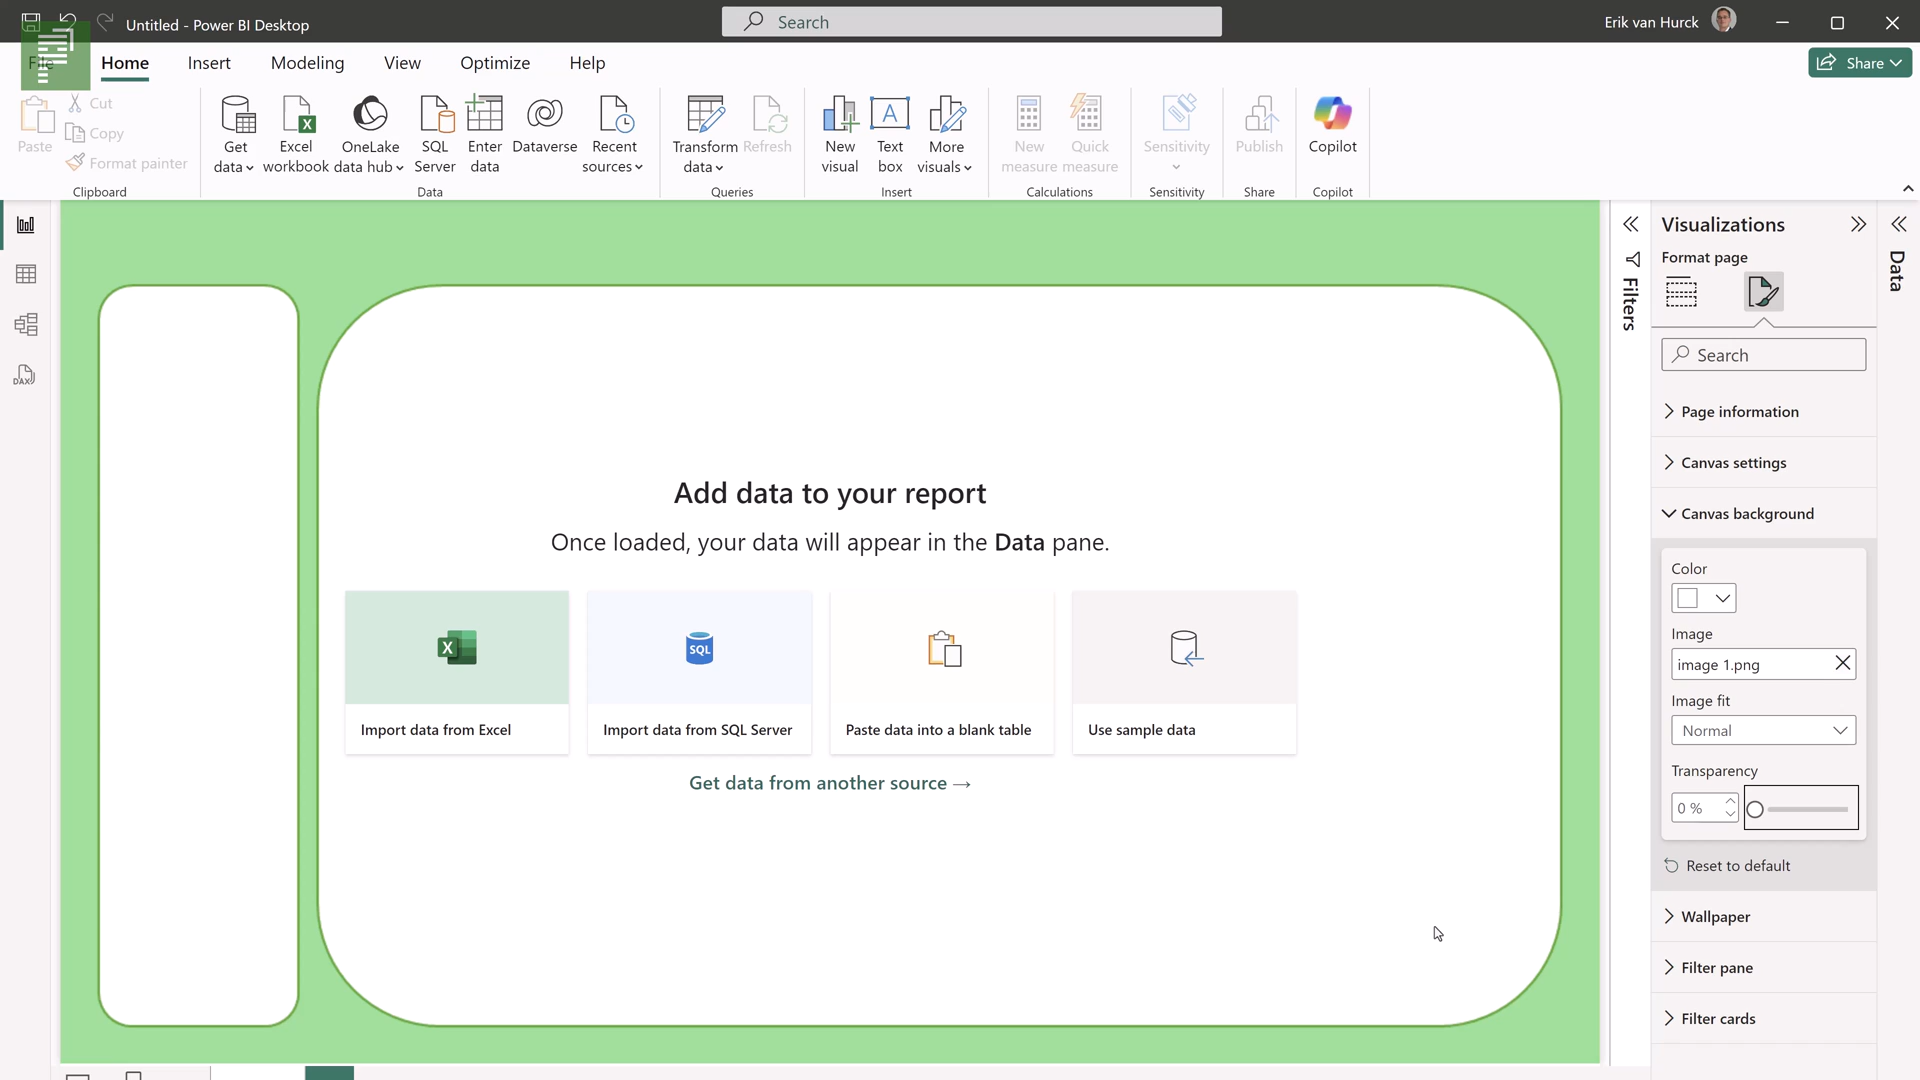 Untitled - Power BI Desktop
Search
Erik van Hurck
File
Home
Insert
Modeling
View
Optimize
Help
Share
Paste
Cut
Copy
Format painter
Clipboard
Get data
Excel workbook
OneLake data hub
SQL Server
Enter data
Dataverse
Recent sources
Data
Transform data
Refresh
Queries
New visual
Text box
More visuals
Insert
New measure
Quick measure
Calculations
Sensitivity
Sensitivity
Publish
Share
Copilot
Copilot
DAX
Add data to your report
Once loaded, your data will appear in the Data pane.
X
SQL
Import data from Excel
Import data from SQL Server
Paste data into a blank table
Use sample data
Get data from another source →
Filters
Visualizations
Format page
Search
Page information
Canvas settings
Canvas background
Color
Image
image 1.png
Image fit
Normal
Transparency
0 %
Reset to default
Wallpaper
Filter pane
Filter cards
Data